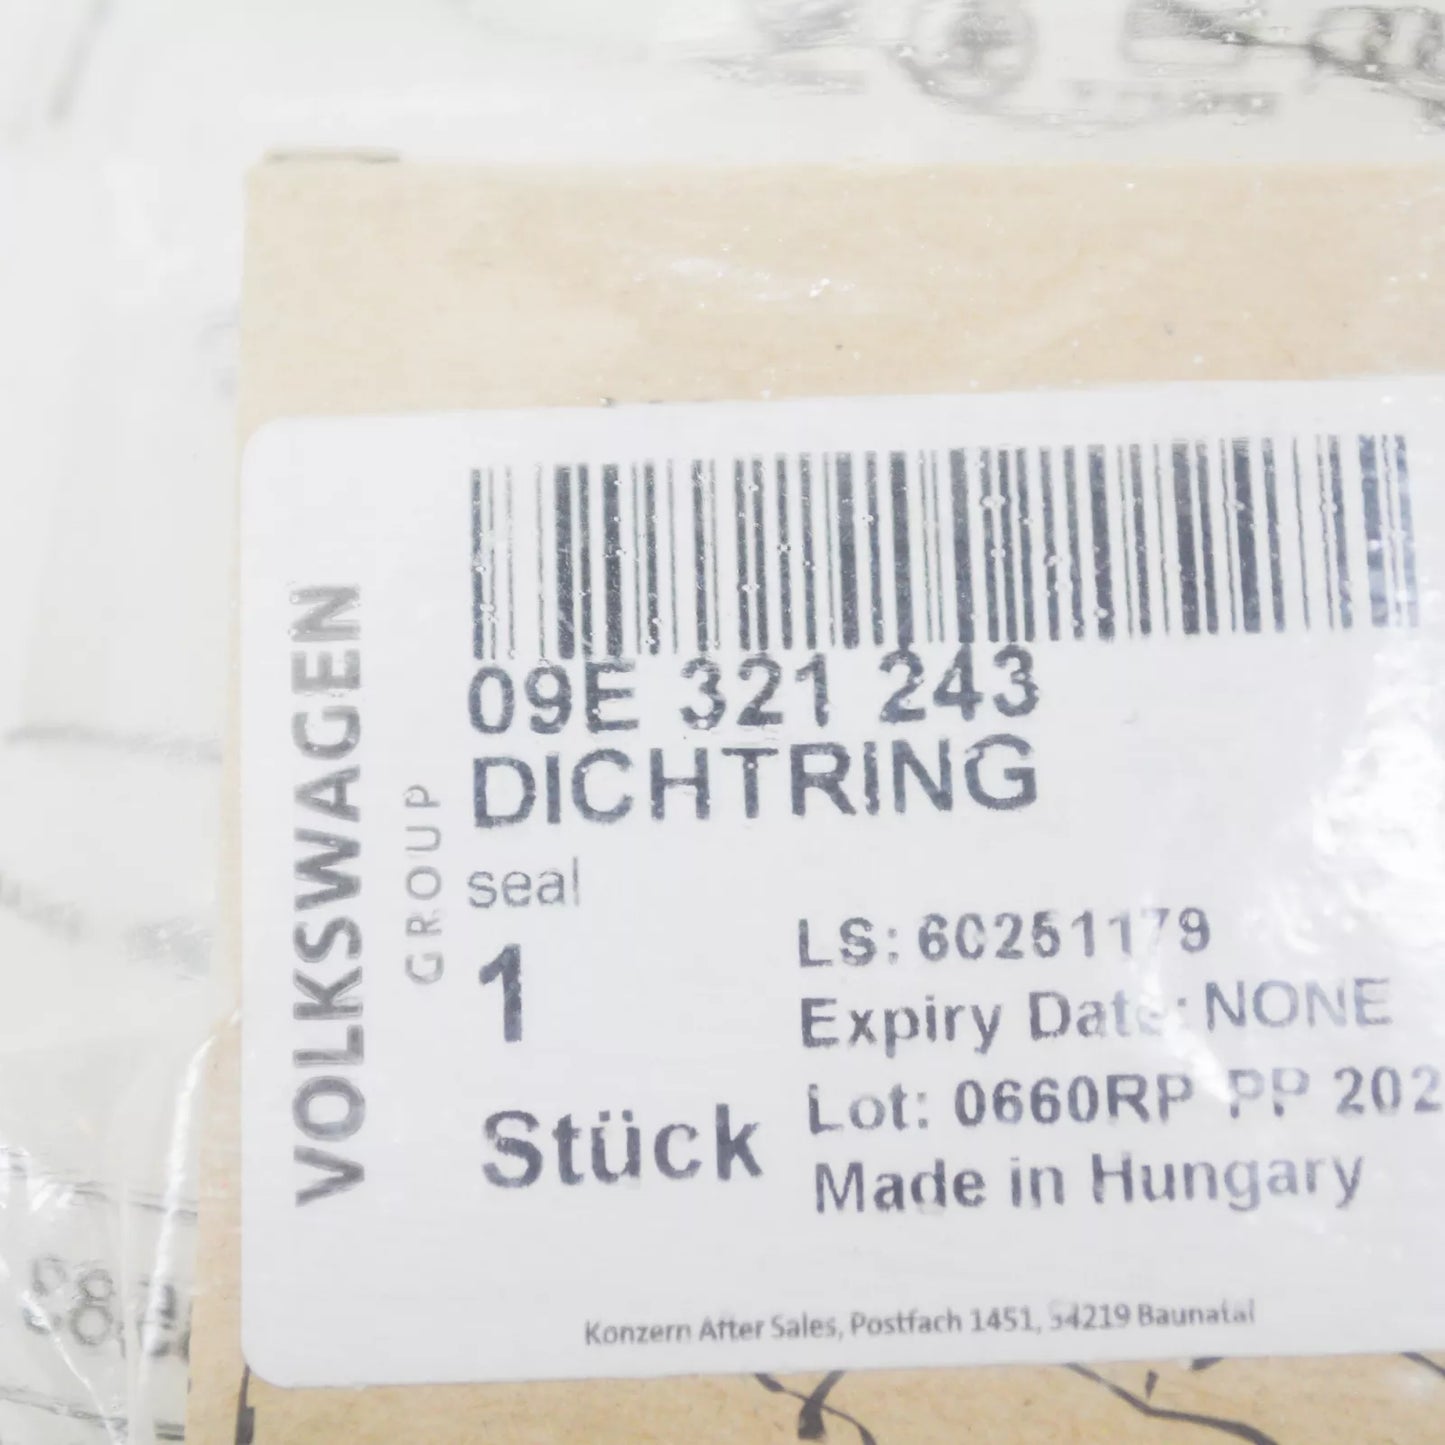 VOLKSWAGEN
GROUP
09E 321 243
DICHTRING
seal
1
Stück
LS: 60251179
Expiry Date: NONE
Lot: 0660RP PP 202
Made in Hungary
Konzern After Sales, Postfach 1451, 34219 Baunatal